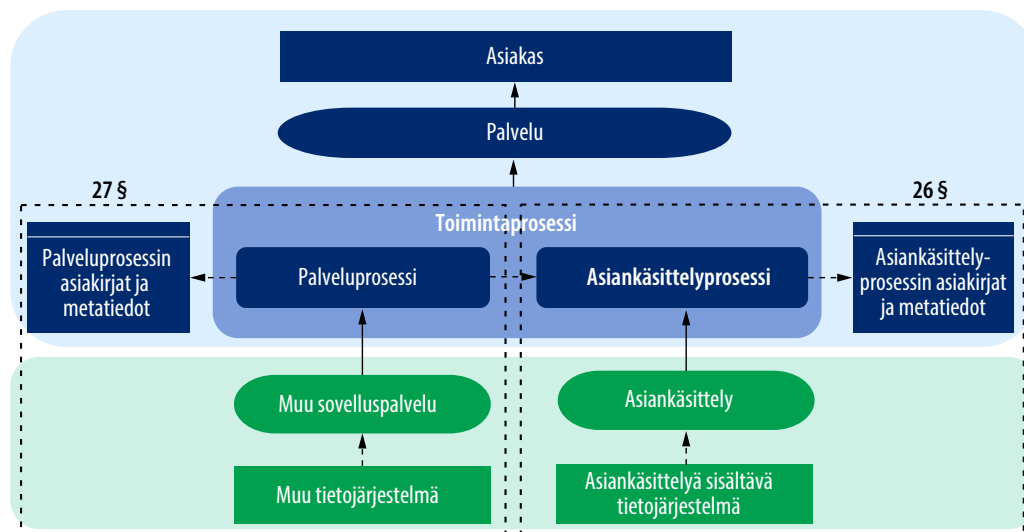 Asiakas
Palvelu
27 §
26 §
Toimintaprosessi
Palveluprosessin
asiakirjat ja
metatiedot
Palveluprosessi
Asiankäsittelyprosessi
Asiankäsittely-
prosessin asiakirjat
ja metatiedot
Muu sovelluspalvelu
Asiankäsittely
Muu tietojärjestelmä
Asiankäsittelyä sisältävä
tietojärjestelmä